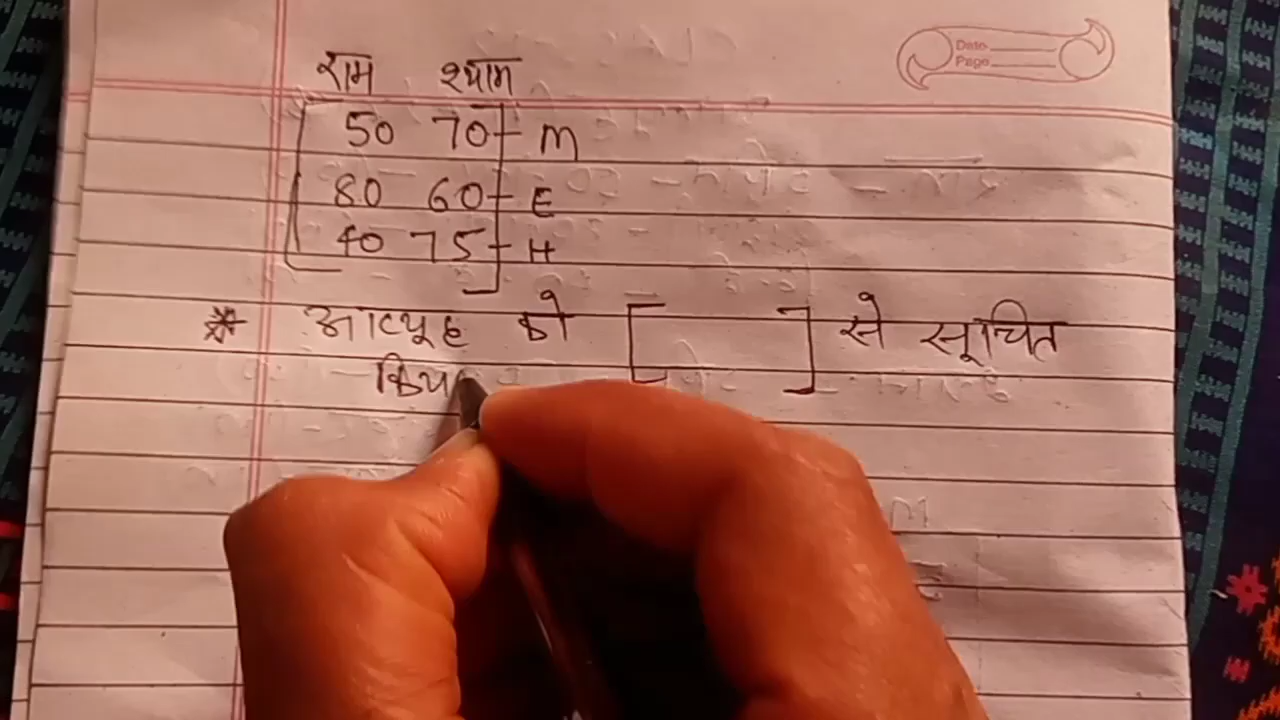 Date
Page
राम श्याम
50 70 - M
80 60 - E
40 75 - H
* आव्यूह को [ ] से सूचित
किय